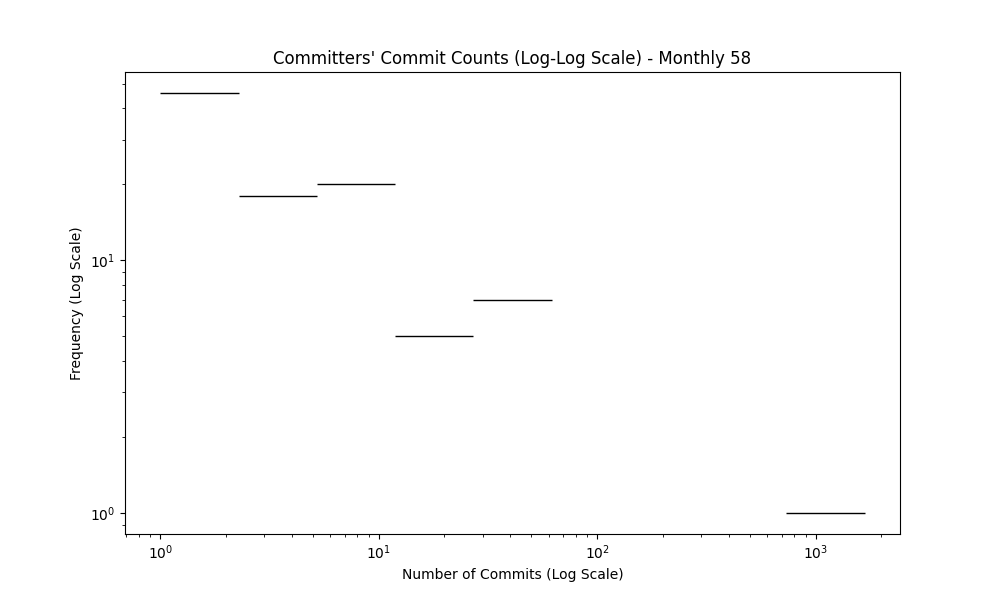 Committers' Commit Counts (Log-Log Scale) - Monthly 58
Frequency (Log Scale)
10¹
10⁰
10⁰ 10¹ 10² 10³
Number of Commits (Log Scale)